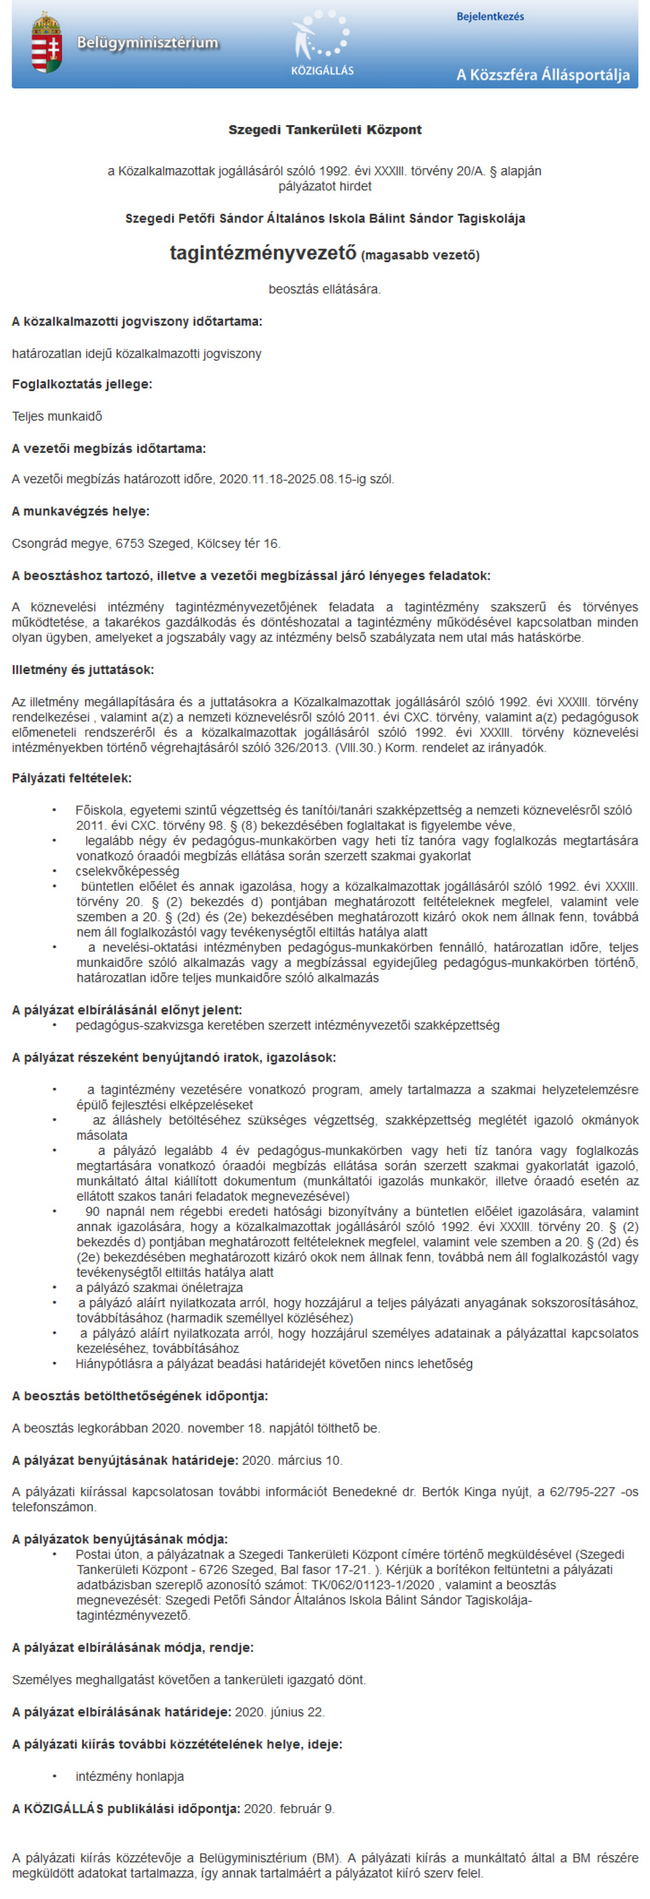 Belügyminisztérium
KÖZIGÁLLÁS
Bejelentkezés
A Közszféra Állásportálja
Szegedi Tankerületi Központ
a Közalkalmazottak jogállásáról szóló 1992. évi XXXIII. törvény 20/A. § alapján
pályázatot hirdet
Szegedi Petőfi Sándor Általános Iskola Bálint Sándor Tagiskolája
tagintézményvezető (magasabb vezető)
beosztás ellátására.
A közalkalmazotti jogviszony időtartama:
határozatlan idejű közalkalmazotti jogviszony
Foglalkoztatás jellege:
Teljes munkaidő
A vezetői megbízás időtartama:
A vezetői megbízás határozott időre, 2020.11.18-2025.08.15-ig szól.
A munkavégzés helye:
Csongrád megye, 6753 Szeged, Kölcsey tér 16.
A beosztáshoz tartozó, illetve a vezetői megbízással járó lényeges feladatok:
A köznevelési intézmény tagintézményvezetőjének feladata a tagintézmény szakszerű és törvényes
működtetése, a takarékos gazdálkodás és döntéshozatal a tagintézmény működésével kapcsolatban minden
olyan ügyben, amelyeket a jogszabály vagy az intézmény belső szabályzata nem utal más hatáskörbe.
Illetmény és juttatások:
Az illetmény megállapítására és a juttatásokra a Közalkalmazottak jogállásáról szóló 1992. évi XXXIII. törvény
rendelkezései , valamint a(z) a nemzeti köznevelésről szóló 2011. évi CXC. törvény, valamint a(z) pedagógusok
előmeneteli rendszeréről és a közalkalmazottak jogállásáról szóló 1992. évi XXXIII. törvény köznevelési
intézményekben történő végrehajtásáról szóló 326/2013. (VIII.30.) Korm. rendelet az irányadók.
Pályázati feltételek:
• Főiskola, egyetemi szintű végzettség és tanítói/tanári szakképzettség a nemzeti köznevelésről szóló
2011. évi CXC. törvény 98. § (8) bekezdésében foglaltakat is figyelembe véve,
• legalább négy év pedagógus-munkakörben vagy heti tíz tanóra vagy foglalkozás megtartására
vonatkozó óraadói megbízás ellátása során szerzett szakmai gyakorlat
• cselekvőképesség
• büntetlen előélet és annak igazolása, hogy a közalkalmazottak jogállásáról szóló 1992. évi XXXIII.
törvény 20. § (2) bekezdés d) pontjában meghatározott feltételeknek megfelel, valamint vele
szemben a 20. § (2d) és (2e) bekezdésében meghatározott kizáró okok nem állnak fenn, továbbá
nem áll foglalkozástól vagy tevékenységtől eltiltás hatálya alatt
• a nevelési-oktatási intézményben pedagógus-munkakörben fennálló, határozatlan időre, teljes
munkaidőre szóló alkalmazás vagy a megbízással egyidejűleg pedagógus-munkakörben történő,
határozatlan időre teljes munkaidőre szóló alkalmazás
A pályázat elbírálásánál előnyt jelent:
• pedagógus-szakvizsga keretében szerzett intézményvezetői szakképzettség
A pályázat részeként benyújtandó iratok, igazolások:
• a tagintézmény vezetésére vonatkozó program, amely tartalmazza a szakmai helyzetelemzésre
épülő fejlesztési elképzeléseket
• az álláshely betöltéséhez szükséges végzettség, szakképzettség meglétét igazoló okmányok
másolata
• a pályázó legalább 4 év pedagógus-munkakörben vagy heti tíz tanóra vagy foglalkozás
megtartására vonatkozó óraadói megbízás ellátása során szerzett szakmai gyakorlatát igazoló,
munkáltató által kiállított dokumentum (munkáltatói igazolás munkakör, illetve óraadó esetén az
ellátott szakos tanári feladatok megnevezésével)
• 90 napnál nem régebbi eredeti hatósági bizonyítvány a büntetlen előélet igazolására, valamint
annak igazolására, hogy a közalkalmazottak jogállásáról szóló 1992. évi XXXIII. törvény 20. § (2)
bekezdés d) pontjában meghatározott feltételeknek megfelel, valamint vele szemben a 20. § (2d) és
(2e) bekezdésében meghatározott kizáró okok nem állnak fenn, továbbá nem áll foglalkozástól vagy
tevékenységtől eltiltás hatálya alatt
• a pályázó szakmai önéletrajza
• a pályázó aláírt nyilatkozata arról, hogy hozzájárul a teljes pályázati anyagának sokszorosításához,
továbbításához (harmadik személlyel közléséhez)
• a pályázó aláírt nyilatkozata arról, hogy hozzájárul személyes adatainak a pályázattal kapcsolatos
kezeléséhez, továbbításához
• Hiánypótlásra a pályázat beadási határidejét követően nincs lehetőség
A beosztás betölthetőségének időpontja:
A beosztás legkorábban 2020. november 18. napjától tölthető be.
A pályázat benyújtásának határideje: 2020. március 10.
A pályázati kiírással kapcsolatosan további információt Benedekné dr. Bertók Kinga nyújt, a 62/795-227 -os
telefonszámon.
A pályázatok benyújtásának módja:
• Postai úton, a pályázatnak a Szegedi Tankerületi Központ címére történő megküldésével (Szegedi
Tankerületi Központ - 6726 Szeged, Bal fasor 17-21. ). Kérjük a borítékon feltüntetni a pályázati
adatbázisban szereplő azonosító számot: TK/062/01123-1/2020 , valamint a beosztás
megnevezését: Szegedi Petőfi Sándor Általános Iskola Bálint Sándor Tagiskolája-
tagintézményvezető.
A pályázat elbírálásának módja, rendje:
Személyes meghallgatást követően a tankerületi igazgató dönt.
A pályázat elbírálásának határideje: 2020. június 22.
A pályázati kiírás további közzétételének helye, ideje:
• intézmény honlapja
A KÖZIGÁLLÁS publikálási időpontja: 2020. február 9.
A pályázati kiírás közzétevője a Belügyminisztérium (BM). A pályázati kiírás a munkáltató által a BM részére
megküldött adatokat tartalmazza, így annak tartalmáért a pályázatot kiíró szerv felel.